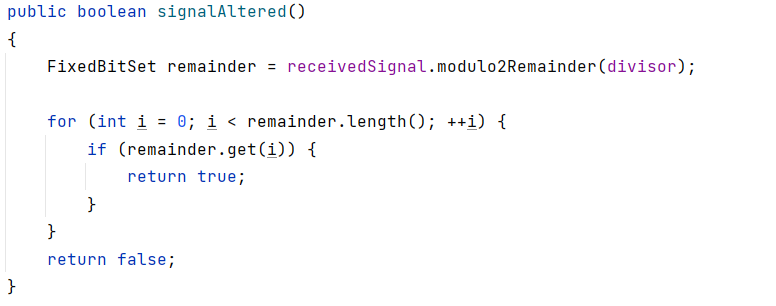 public boolean signalAltered()
{
    FixedBitSet remainder = receivedSignal.modulo2Remainder(divisor);

    for (int i = 0; i < remainder.length(); ++i) {
        if (remainder.get(i)) {
            return true;
        }
    }
    return false;
}